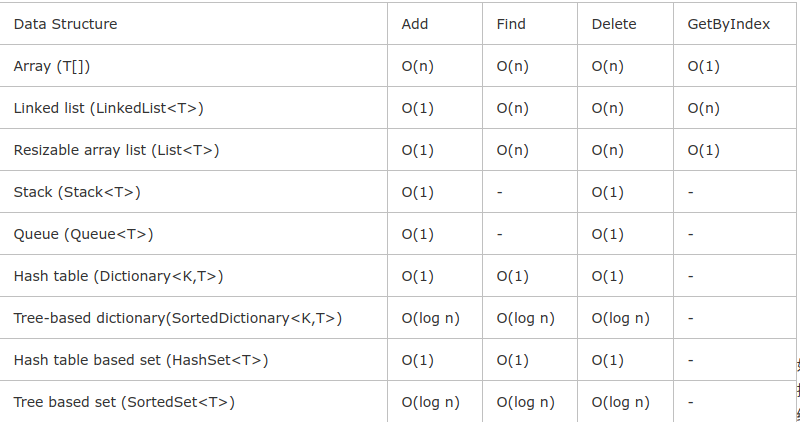 Data Structure Add Find Delete GetByIndex
Array (T[]) O(n) O(n) O(n) O(1)
Linked list (LinkedList<T>) O(1) O(n) O(n) O(n)
Resizable array list (List<T>) O(1) O(n) O(n) O(1)
Stack (Stack<T>) O(1) - O(1) -
Queue (Queue<T>) O(1) - O(1) -
Hash table (Dictionary<K,T>) O(1) O(1) O(1) -
Tree-based dictionary(SortedDictionary<K,T>) O(log n) O(log n) O(log n) -
Hash table based set (HashSet<T>) O(1) O(1) O(1) -
Tree based set (SortedSet<T>) O(log n) O(log n) O(log n) -